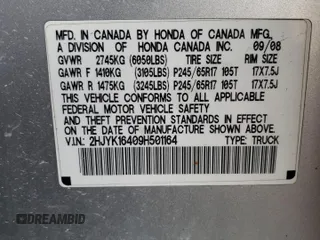 MFD. IN CANADA BY HONDA OF CANADA MFG.,
A DIVISION OF HONDA CANADA INC. 09/08
GVWR 2745KG (6050LBS) TIRE SIZE RIM SIZE
GAWR F 1410KG (3105LBS) P245/65R17 105T 17X7.5J
GAWR R 1475KG (3245LBS) P245/65R17 105T 17X7.5J
THIS VEHICLE CONFORMS TO ALL APPLICABLE
FEDERAL MOTOR VEHICLE SAFETY
AND THEFT PREVENTION STANDARDS IN EFFECT
ON THE DATE OF MANUFACTURE SHOWN ABOVE.
V.I.N.: 2HJYK16409H501164 TYPE: TRUCK
DREAMBID